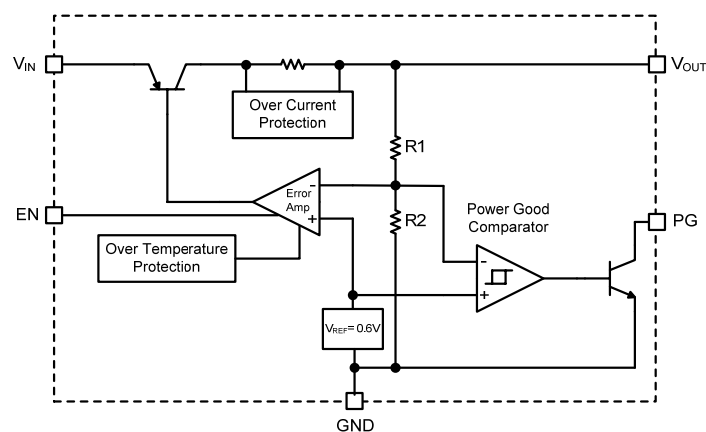 VIN
VOUT
Over Current
Protection
R1
Error
Amp
-
+
EN
R2
Power Good
Comparator
PG
Over Temperature
Protection
-
+
VREF= 0.6V
GND